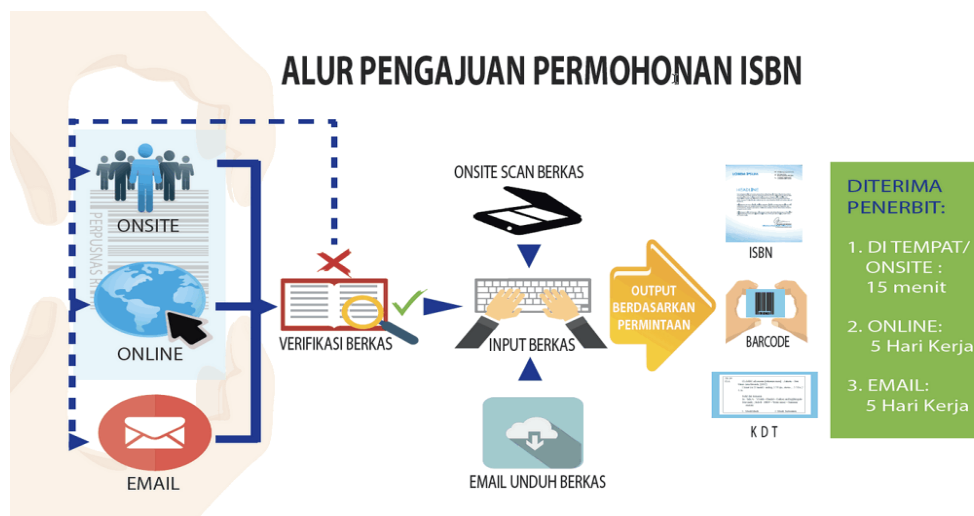 ALUR PENGAJUAN PERMOHONAN ISBN
ONSITE
ONLINE
EMAIL
VERIFIKASI BERKAS
ONSITE SCAN BERKAS
INPUT BERKAS
EMAIL UNDUH BERKAS
OUTPUT
BERDASARKAN
PERMINTAAN
ISBN
BARCODE
K D T
DITERIMA
PENERBIT:
1. DI TEMPAT/
ONSITE :
15 menit
2. ONLINE:
5 Hari Kerja
3. EMAIL:
5 Hari Kerja